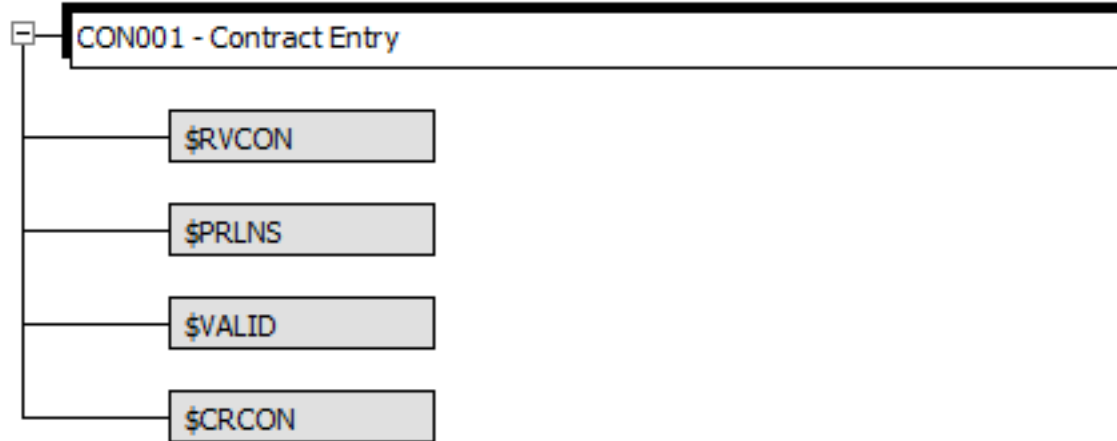 CON001 - Contract Entry
$RVCON
$PRLNS
$VALID
$CRCON